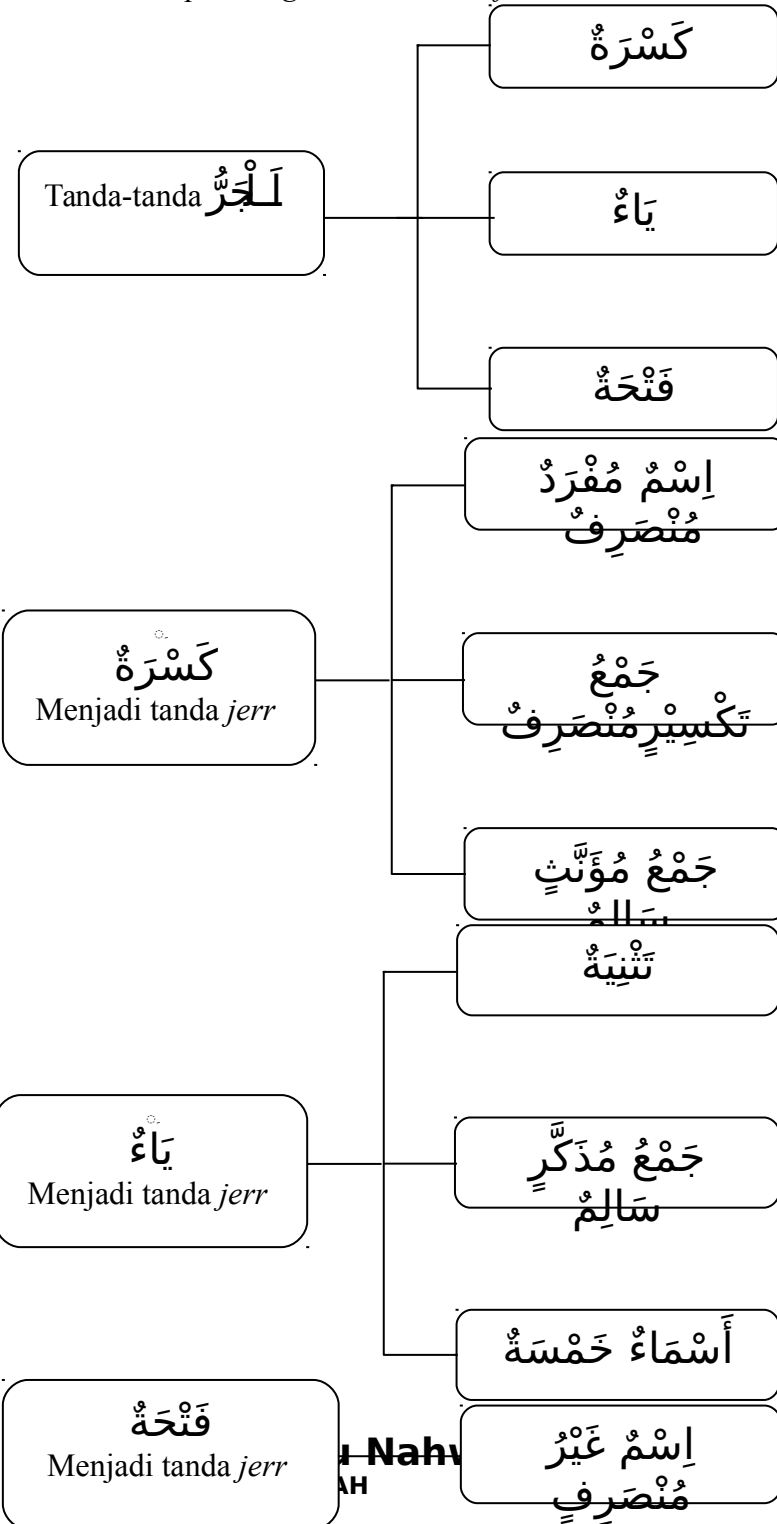 Tanda-tanda اَلْجَرُّ
كَسْرَةٌ
يَاءٌ
فَتْحَةٌ
كَسْرَةٌ
Menjadi tanda jerr
اِسْمٌ مُفْرَدٌ
مُنْصَرِفٌ
جَمْعُ
تَكْسِيْرٍمُنْصَرِفٌ
جَمْعُ مُؤَنَّثٍ
سَالِمٌ
يَاءٌ
Menjadi tanda jerr
تَثْنِيَةٌ
جَمْعُ مُذَكَّرٍ
سَالِمٌ
أَسْمَاءٌ خَمْسَةٌ
فَتْحَةٌ
Menjadi tanda jerr
اِسْمٌ غَيْرُ
مُنْصَرِفٍ